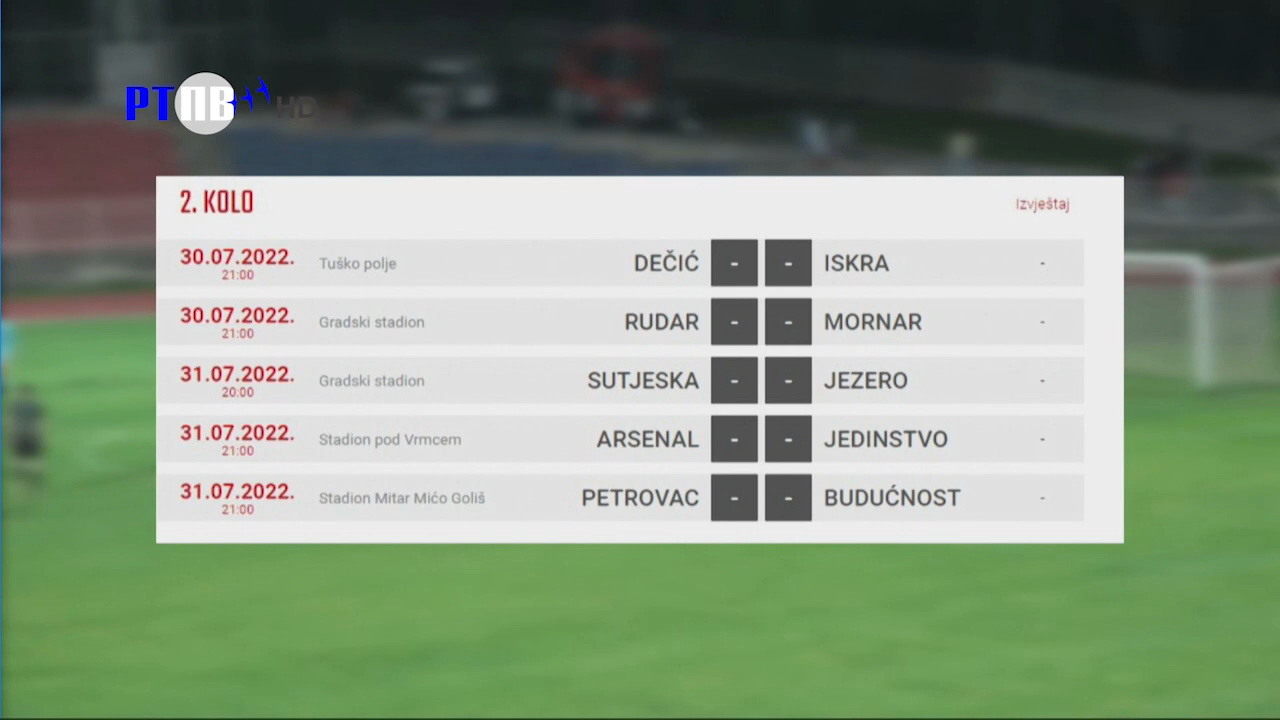 РТПВ HD
2. KOLO Izvještaj
30.07.2022. Tuško polje DEČIĆ - - ISKRA -
21:00
30.07.2022. Gradski stadion RUDAR - - MORNAR -
21:00
31.07.2022. Gradski stadion SUTJESKA - - JEZERO -
20:00
31.07.2022. Stadion pod Vrmcem ARSENAL - - JEDINSTVO -
21:00
31.07.2022. Stadion Mitar Mićo Goliš PETROVAC - - BUDUĆNOST -
21:00